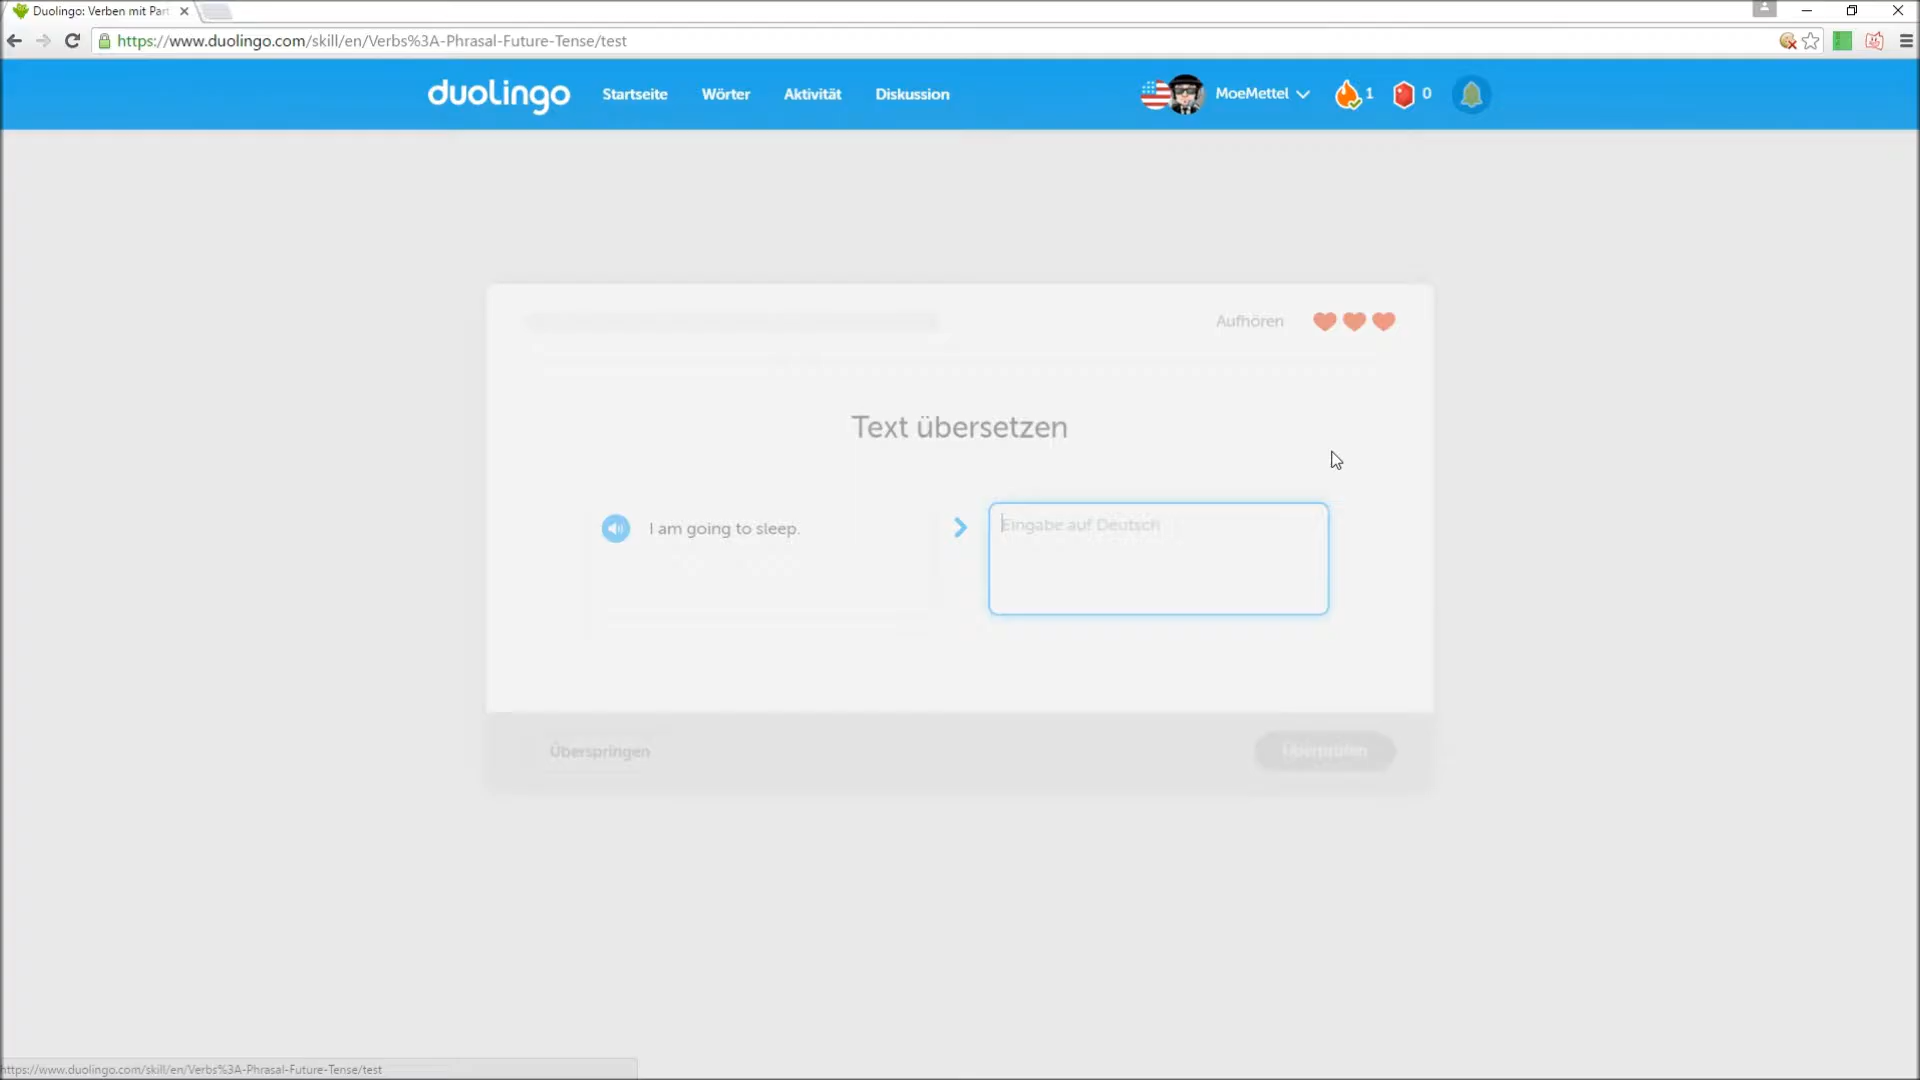 Duolingo: Verben mit Part
https://www.duolingo.com/skill/en/Verbs%3A-Phrasal-Future-Tense/test
duolingo Startseite Wörter Aktivität Diskussion MoeMettel 1 0
Aufhören
Text übersetzen
I am going to sleep.
Eingabe auf Deutsch
Überspringen Überprüfen
https://www.duolingo.com/skill/en/Verbs%3A-Phrasal-Future-Tense/test